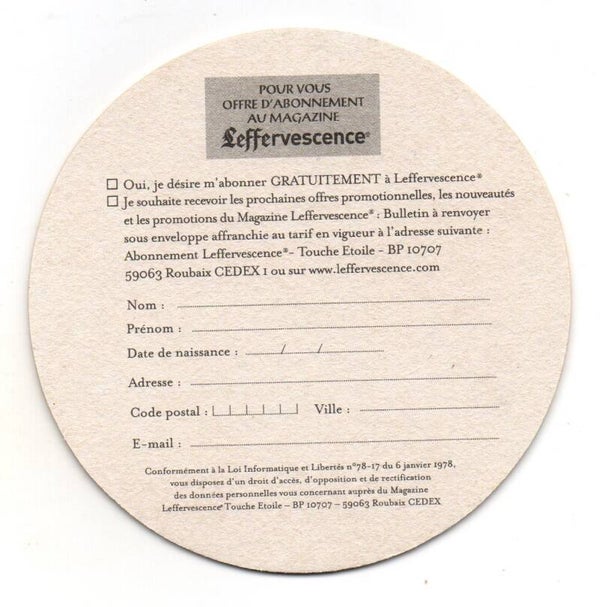 POUR VOUS
OFFRE D'ABONNEMENT
AU MAGAZINE
Leffervescence®
☐ Oui, je désire m'abonner GRATUITEMENT à Leffervescence®
☐ Je souhaite recevoir les prochaines offres promotionnelles, les nouveautés
et les promotions du Magazine Leffervescence® : Bulletin à renvoyer
sous enveloppe affranchie au tarif en vigueur à l'adresse suivante :
Abonnement Leffervescence®- Touche Etoile - BP 10707
59063 Roubaix CEDEX 1 ou sur www.leffervescence.com
Nom :
Prénom :
Date de naissance : / /
Adresse :
Code postal : Ville :
E-mail :
Conformément à la Loi Informatique et Libertés n°78-17 du 6 janvier 1978,
vous disposez d'un droit d'accès, d'opposition et de rectification
des données personnelles vous concernant auprès du Magazine
Leffervescence® Touche Etoile – BP 10707 – 59063 Roubaix CEDEX